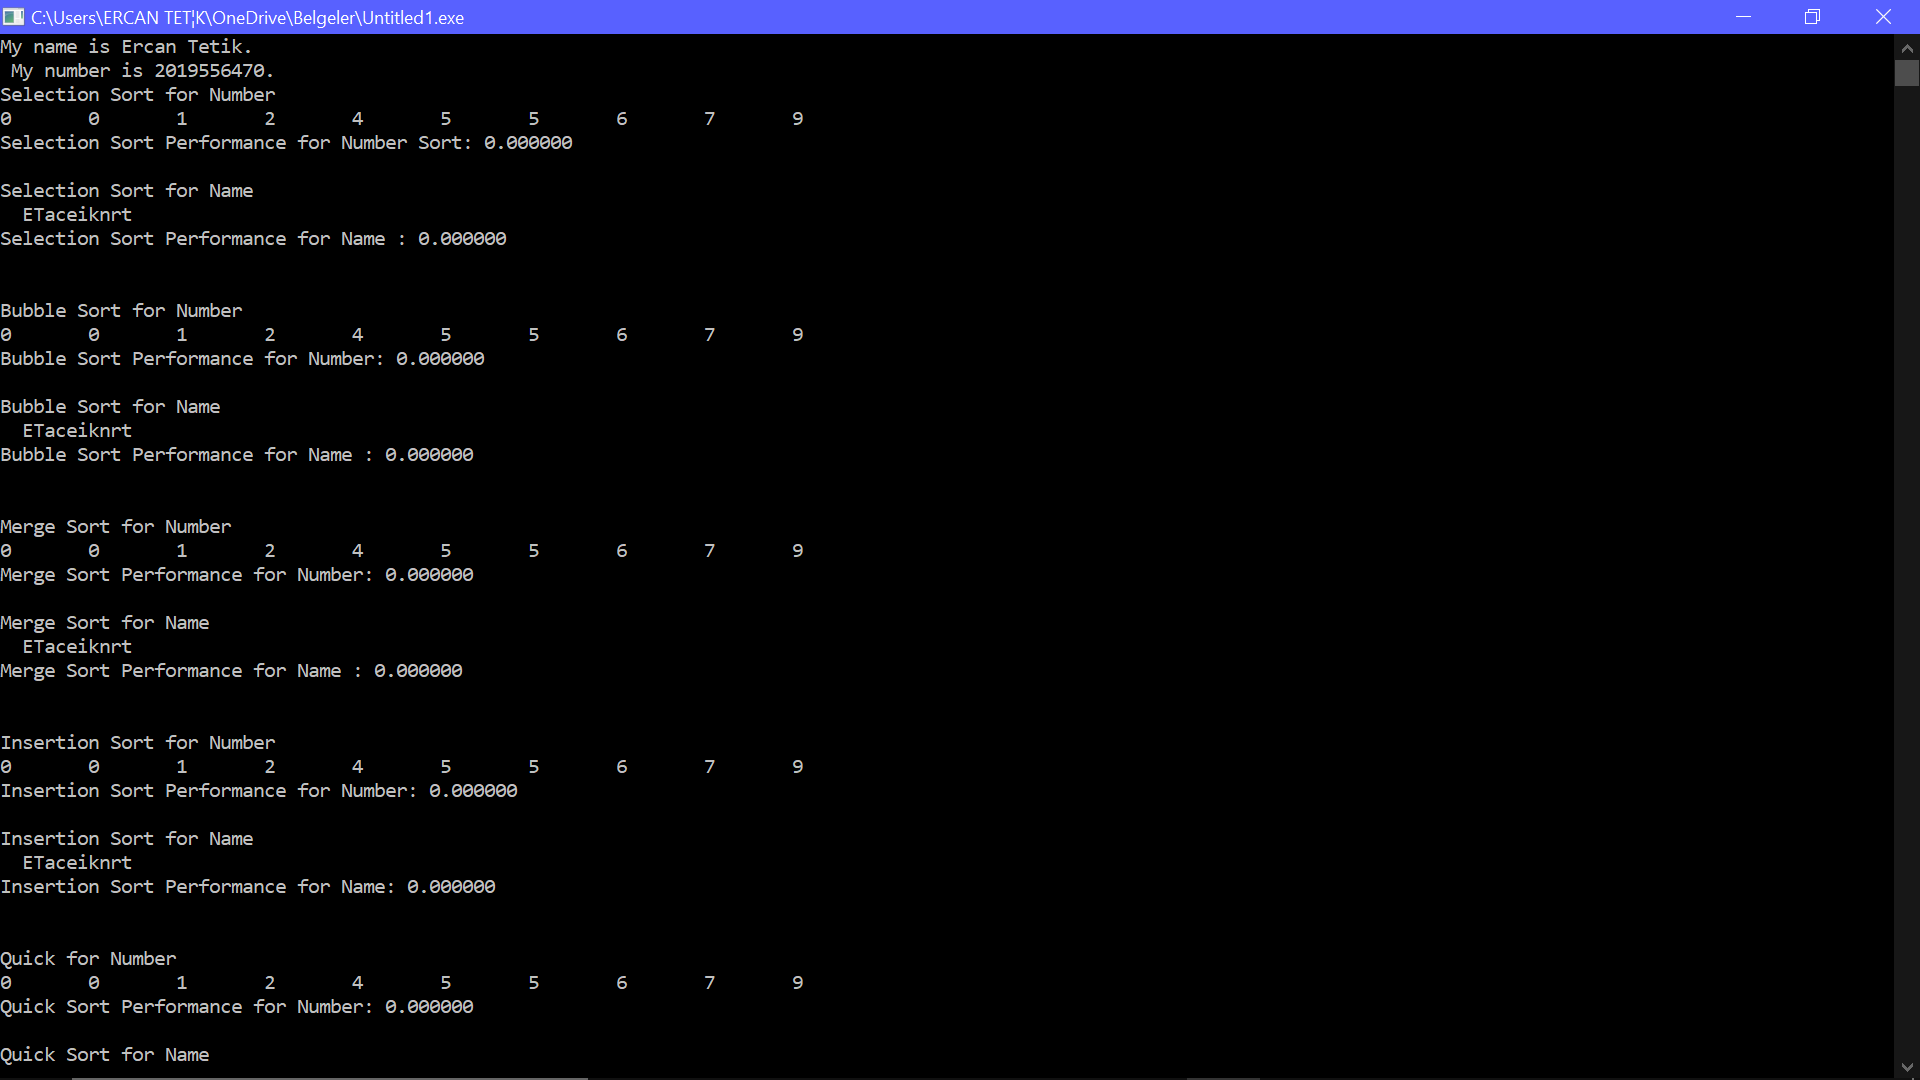 C:\Users\ERCAN TET¦K\OneDrive\Belgeler\Untitled1.exe
My name is Ercan Tetik.
 My number is 2019556470.
Selection Sort for Number
0       0       1       2       4       5       5       6       7       9
Selection Sort Performance for Number Sort: 0.000000
Selection Sort for Name
  ETaceiknrt
Selection Sort Performance for Name : 0.000000
Bubble Sort for Number
0       0       1       2       4       5       5       6       7       9
Bubble Sort Performance for Number: 0.000000
Bubble Sort for Name
  ETaceiknrt
Bubble Sort Performance for Name : 0.000000
Merge Sort for Number
0       0       1       2       4       5       5       6       7       9
Merge Sort Performance for Number: 0.000000
Merge Sort for Name
  ETaceiknrt
Merge Sort Performance for Name : 0.000000
Insertion Sort for Number
0       0       1       2       4       5       5       6       7       9
Insertion Sort Performance for Number: 0.000000
Insertion Sort for Name
  ETaceiknrt
Insertion Sort Performance for Name: 0.000000
Quick for Number
0       0       1       2       4       5       5       6       7       9
Quick Sort Performance for Number: 0.000000
Quick Sort for Name